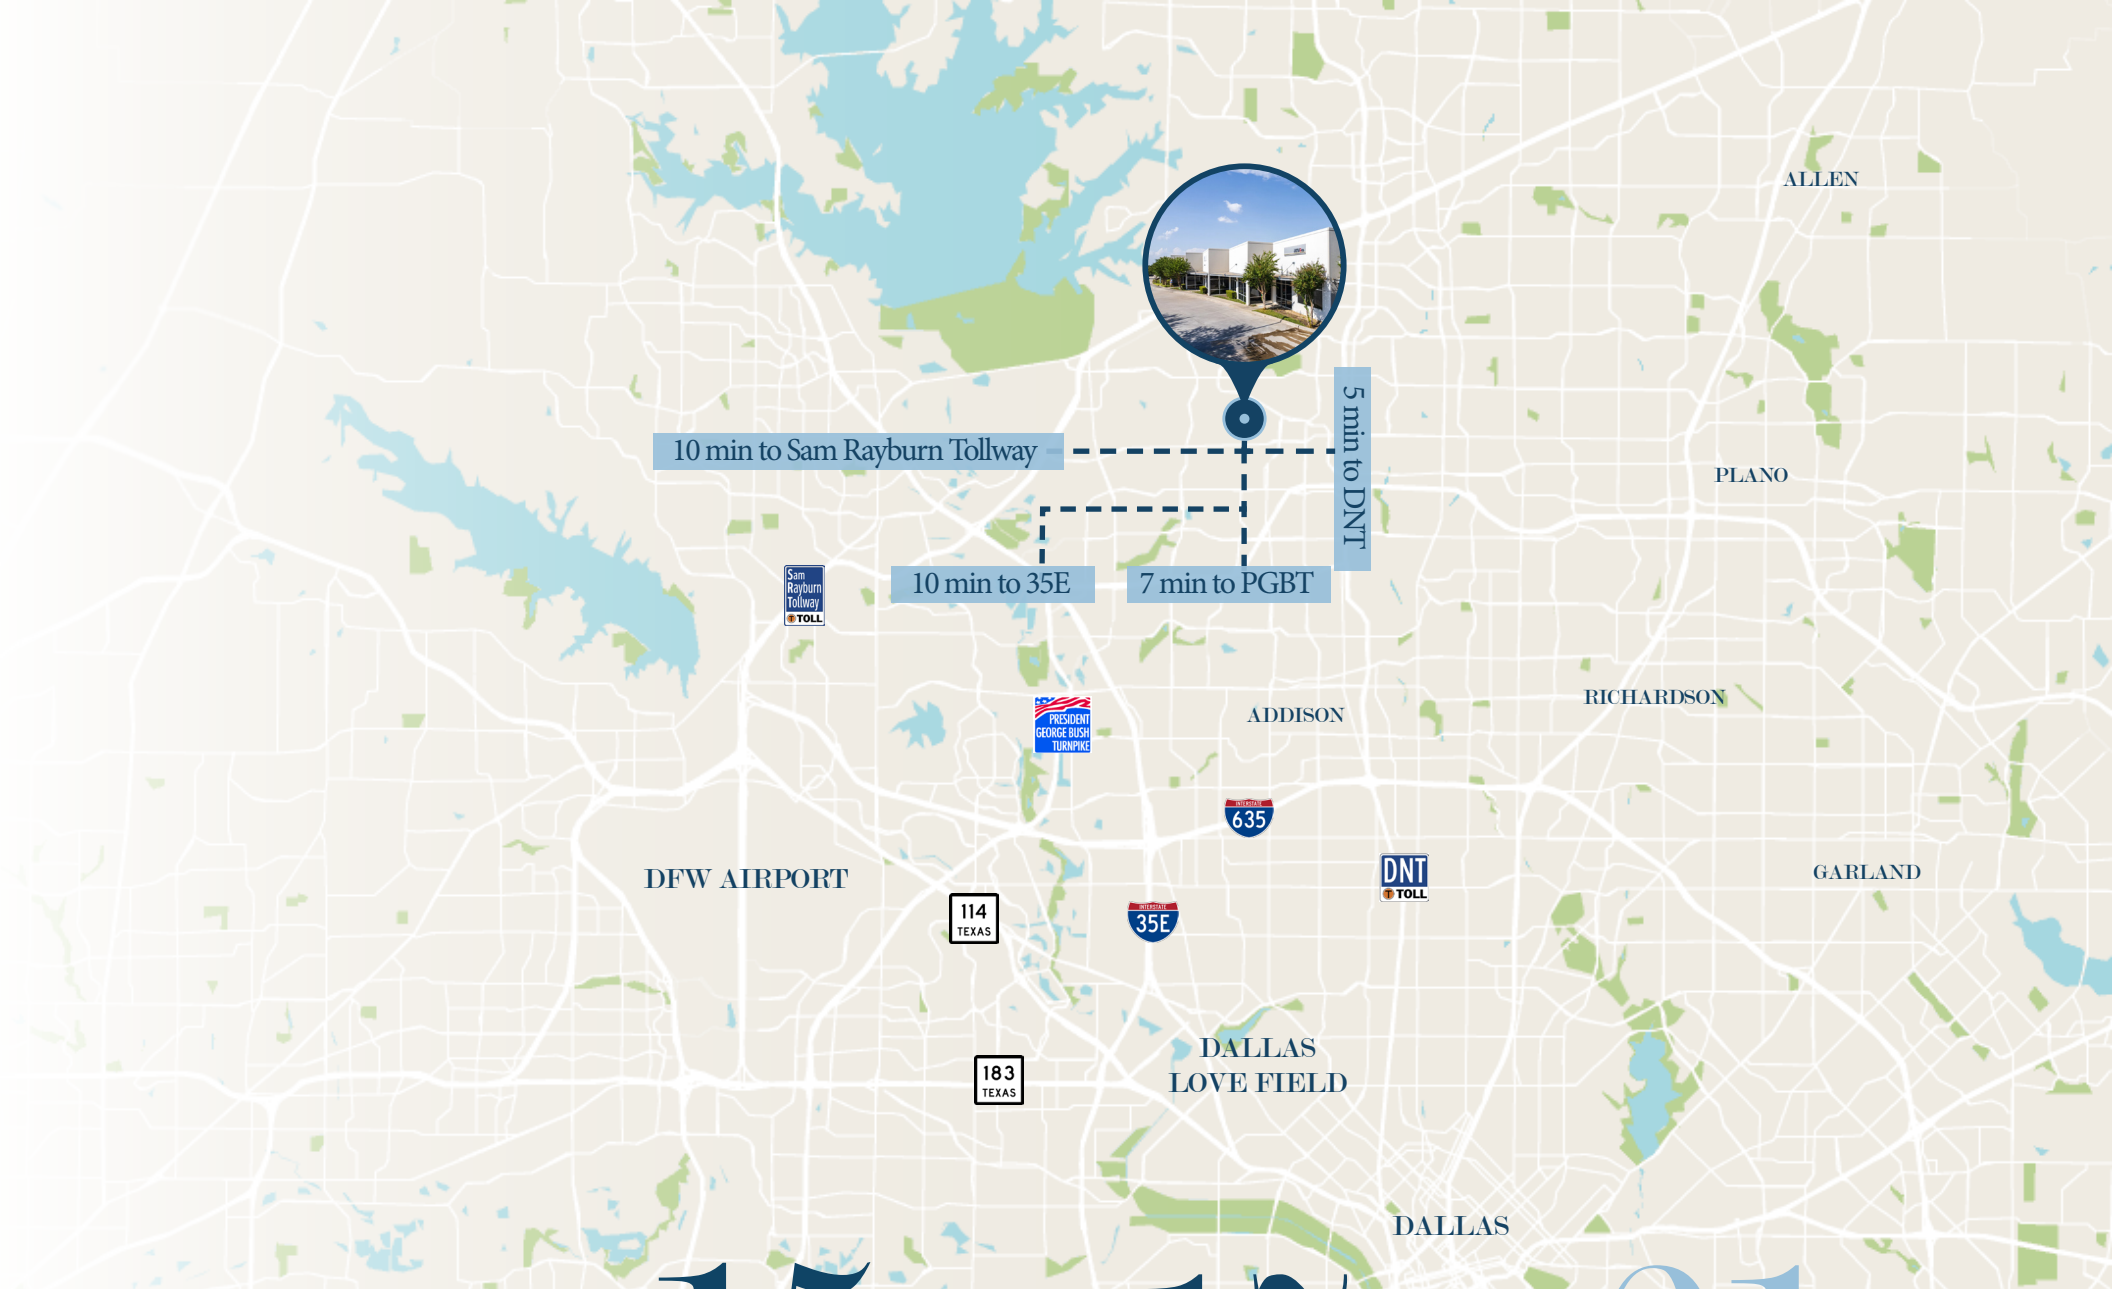 ALLEN
5 min to DNT
10 min to Sam Rayburn Tollway
PLANO
10 min to 35E
7 min to PGBT
Sam
Rayburn
Tollway
T TOLL
RICHARDSON
ADDISON
PRESIDENT
GEORGE BUSH
TURNPIKE
INTERSTATE
635
DNT
T TOLL
GARLAND
DFW AIRPORT
114
TEXAS
INTERSTATE
35E
DALLAS
LOVE FIELD
183
TEXAS
DALLAS